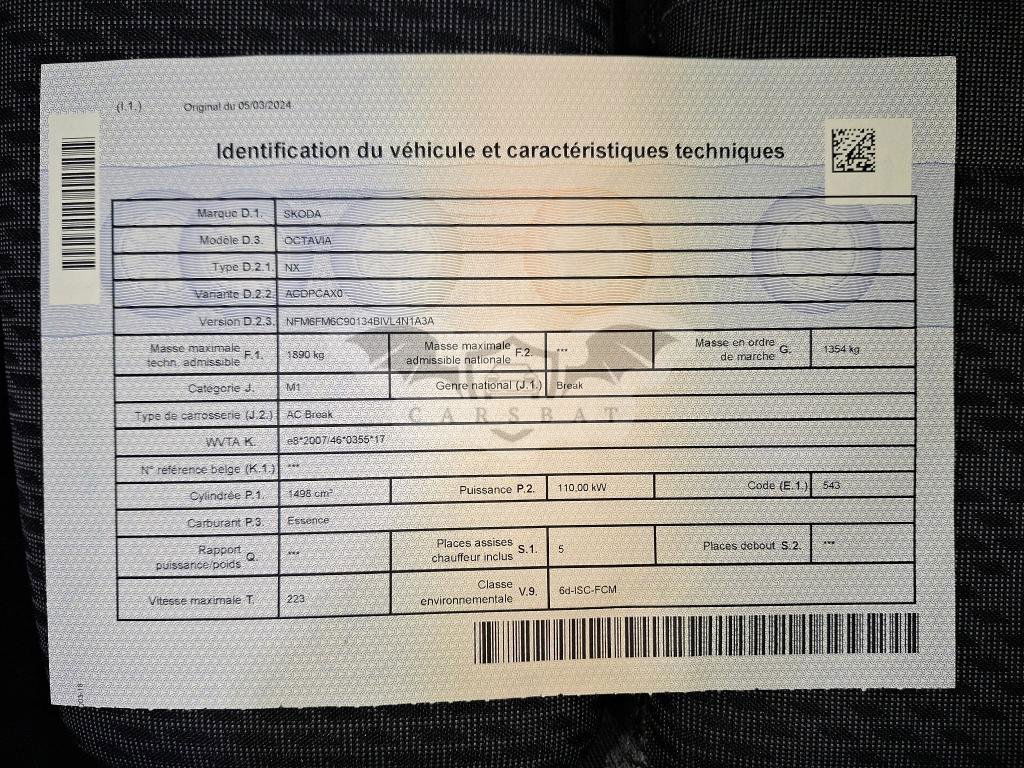 (I.1.) Original du 05/03/2024
Identification du véhicule et caractéristiques techniques
Marque D.1. SKODA
Modèle D.3. OCTAVIA
Type D.2.1. NX
Variante D.2.2. ACDPCAX0
Version D.2.3. NFM6FM6C90134BIVL4N1A3A
Masse maximale techn. admissible F.1. 1890 kg Masse maximale admissible nationale F.2. *** Masse en ordre de marche G. 1354 kg
Catégorie J. M1 Genre national (J.1.) Break
Type de carrosserie (J.2.) AC Break
CARSBAT
WVTA K. e8*2007/46*0355*17
N° référence belge (K.1.) ***
Cylindrée P.1. 1498 cm³ Puissance P.2. 110,00 kW Code (E.1.) 543
Carburant P.3. Essence
Rapport puissance/poids Q. *** Places assises chauffeur inclus S.1. 5 Places debout S.2. ***
Vitesse maximale T. 223 Classe environnementale V.9. 6d-ISC-FCM